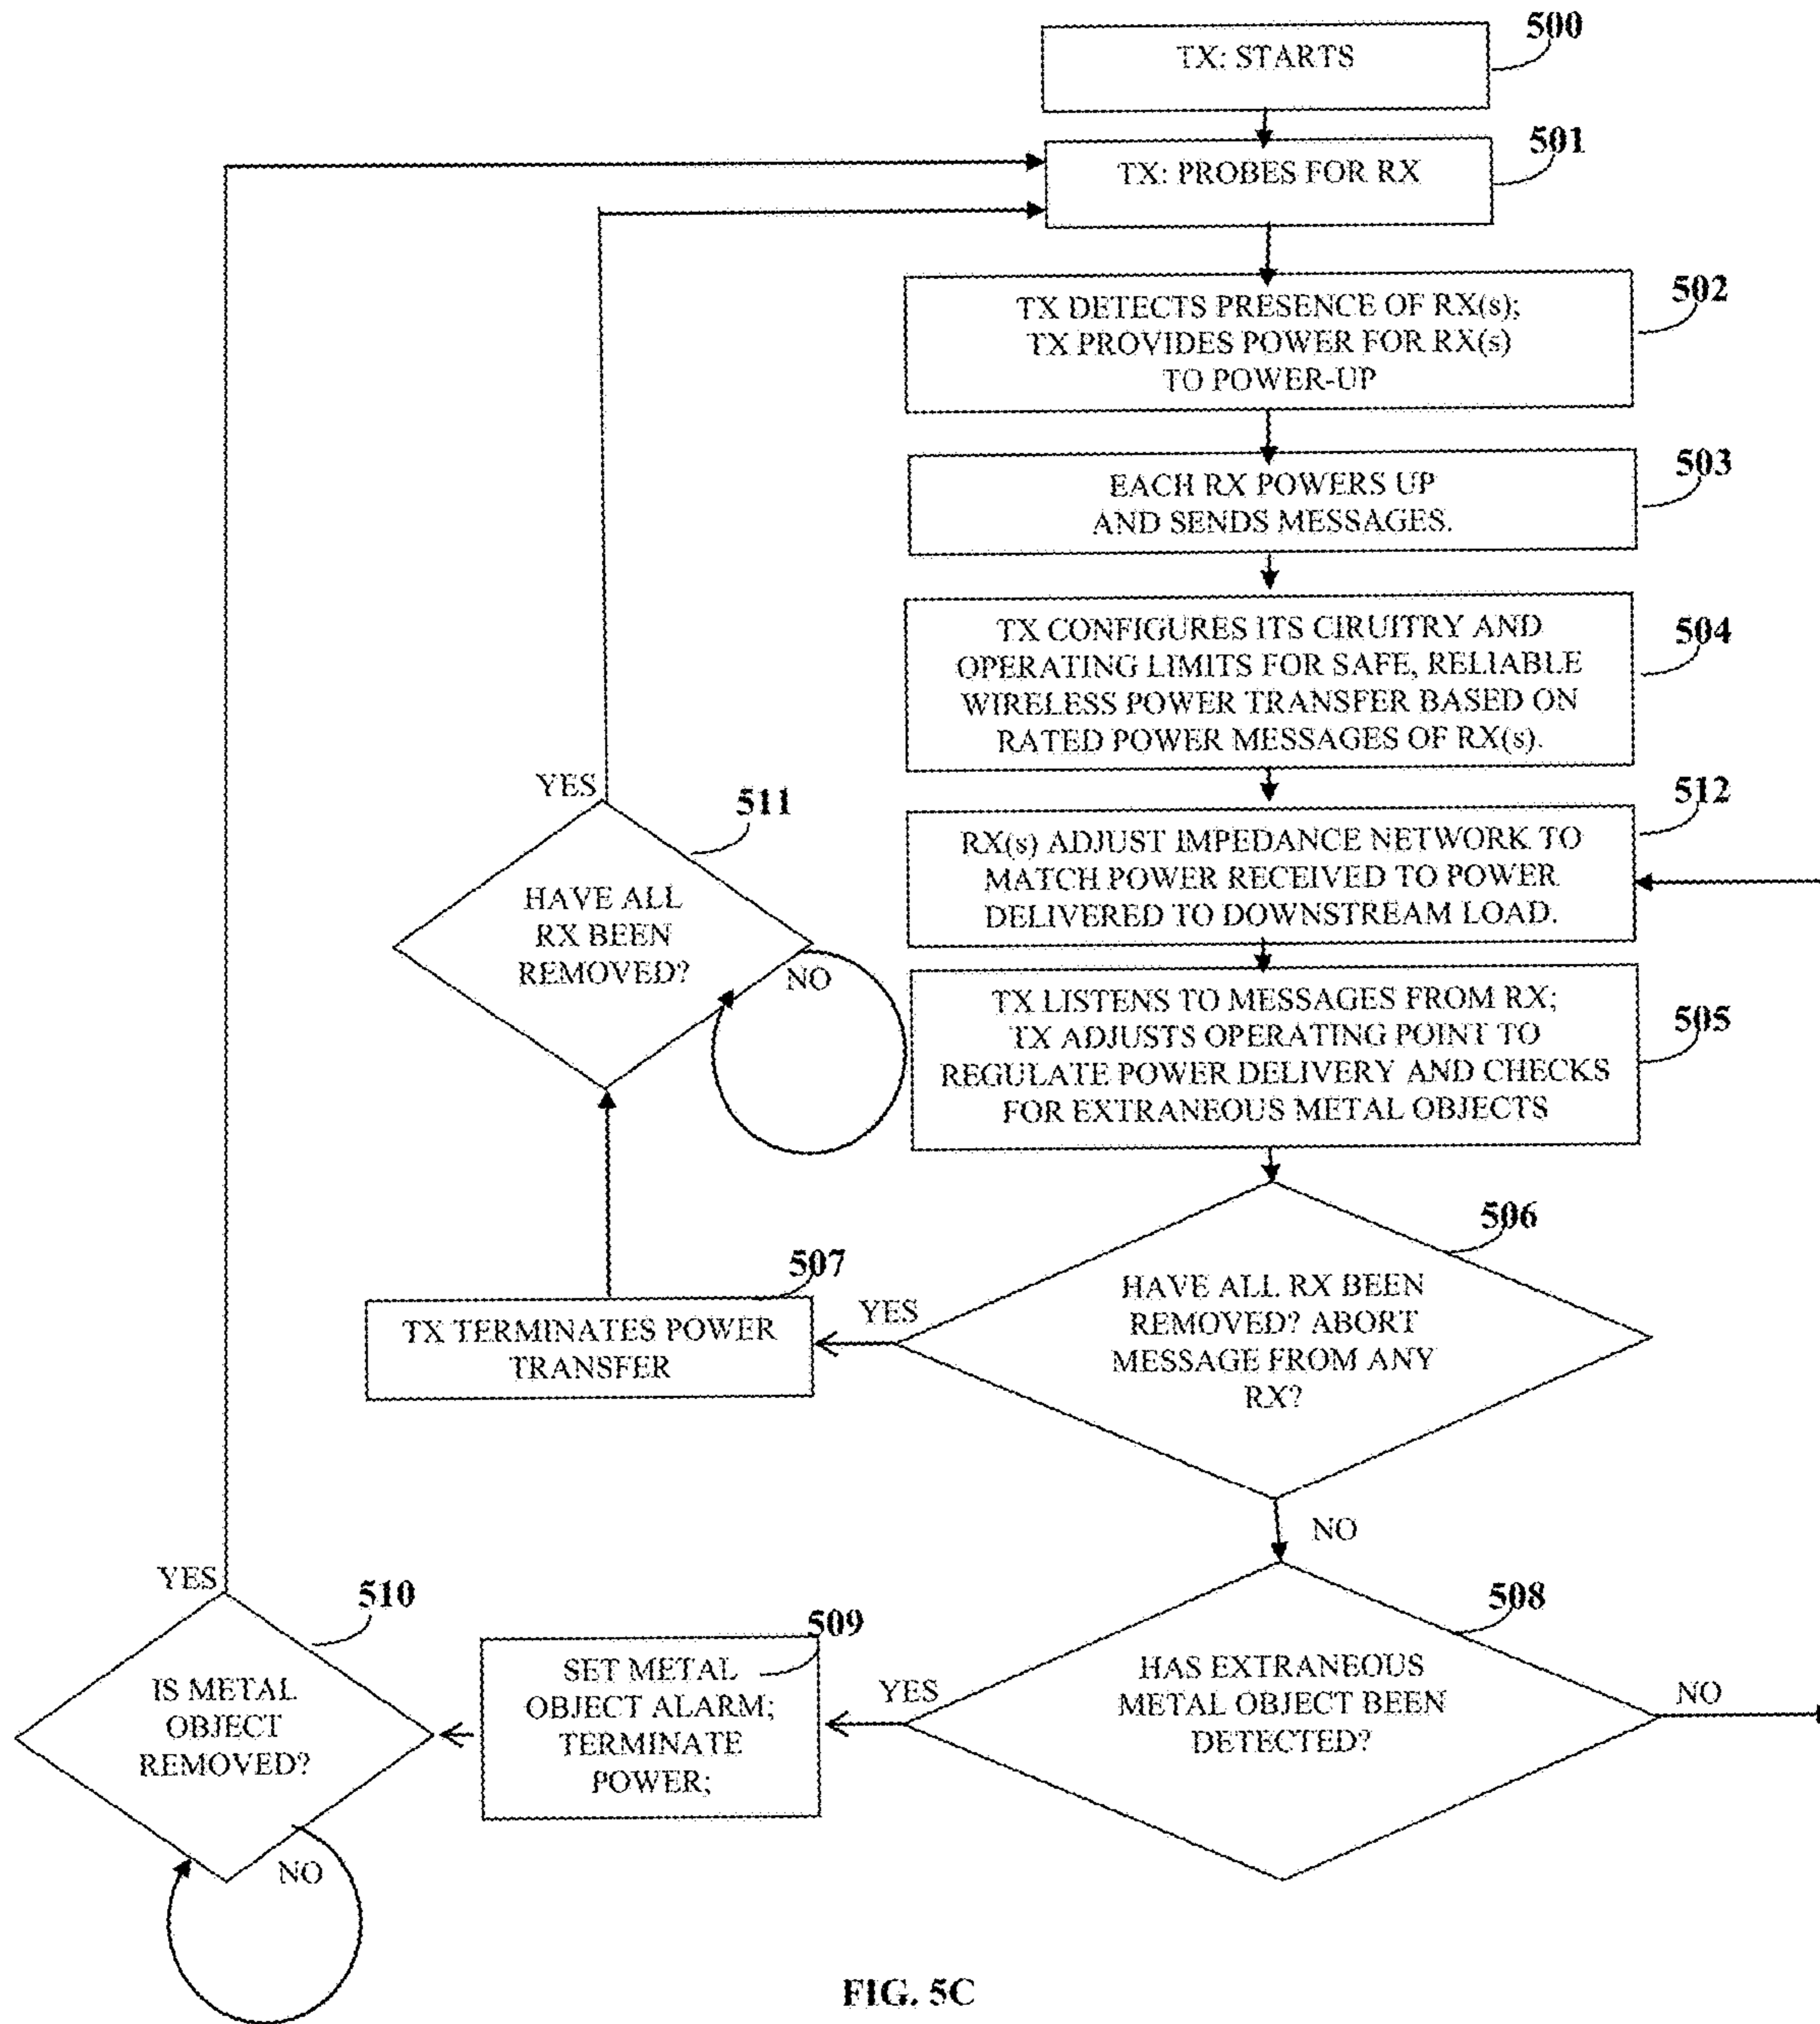 500
TX: STARTS
501
TX: PROBES FOR RX
502
TX DETECTS PRESENCE OF RX(s);
TX PROVIDES POWER FOR RX(s)
TO POWER-UP
503
EACH RX POWERS UP
AND SENDS MESSAGES.
504
TX CONFIGURES ITS CIRUITRY AND
OPERATING LIMITS FOR SAFE, RELIABLE
WIRELESS POWER TRANSFER BASED ON
RATED POWER MESSAGES OF RX(s).
512
RX(s) ADJUST IMPEDANCE NETWORK TO
MATCH POWER RECEIVED TO POWER
DELIVERED TO DOWNSTREAM LOAD.
YES
511
HAVE ALL
RX BEEN
REMOVED?
NO
505
TX LISTENS TO MESSAGES FROM RX;
TX ADJUSTS OPERATING POINT TO
REGULATE POWER DELIVERY AND CHECKS
FOR EXTRANEOUS METAL OBJECTS
506
HAVE ALL RX BEEN
REMOVED? ABORT
MESSAGE FROM ANY
RX?
YES
507
TX TERMINATES POWER
TRANSFER
NO
508
HAS EXTRANEOUS
METAL OBJECT BEEN
DETECTED?
NO
YES
509
SET METAL
OBJECT ALARM;
TERMINATE
POWER;
YES
510
IS METAL
OBJECT
REMOVED?
NO
FIG. 5C